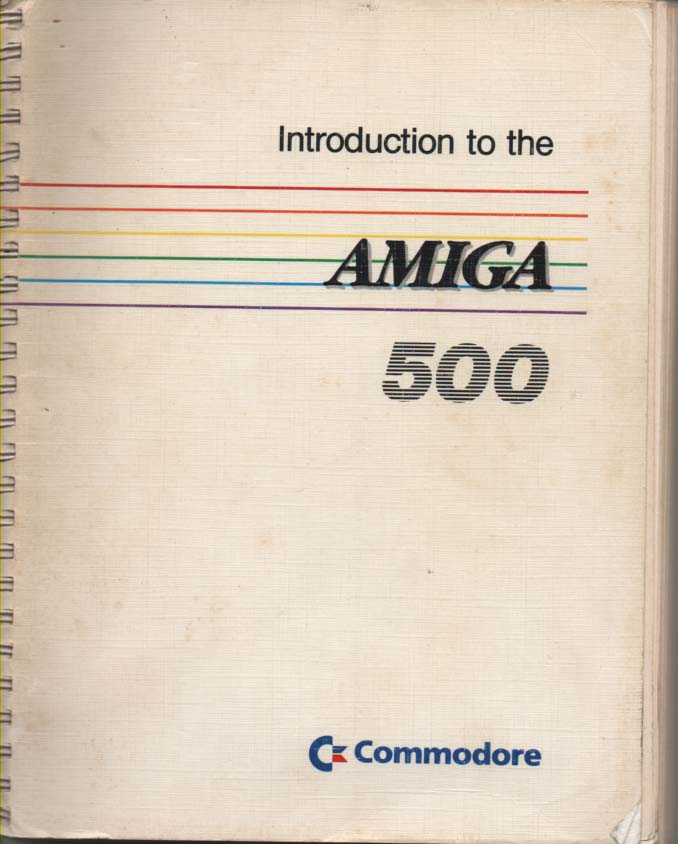 Introduction to the
AMIGA
500
Commodore